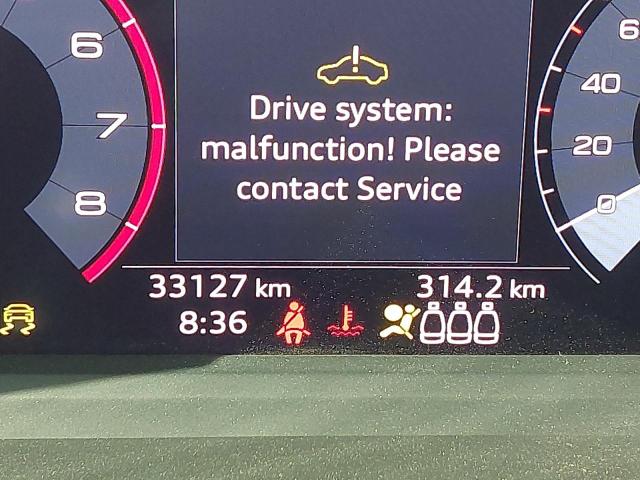 6
7
8
Drive system:
malfunction! Please
contact Service
40
20
0
33127 km
314.2 km
8:36